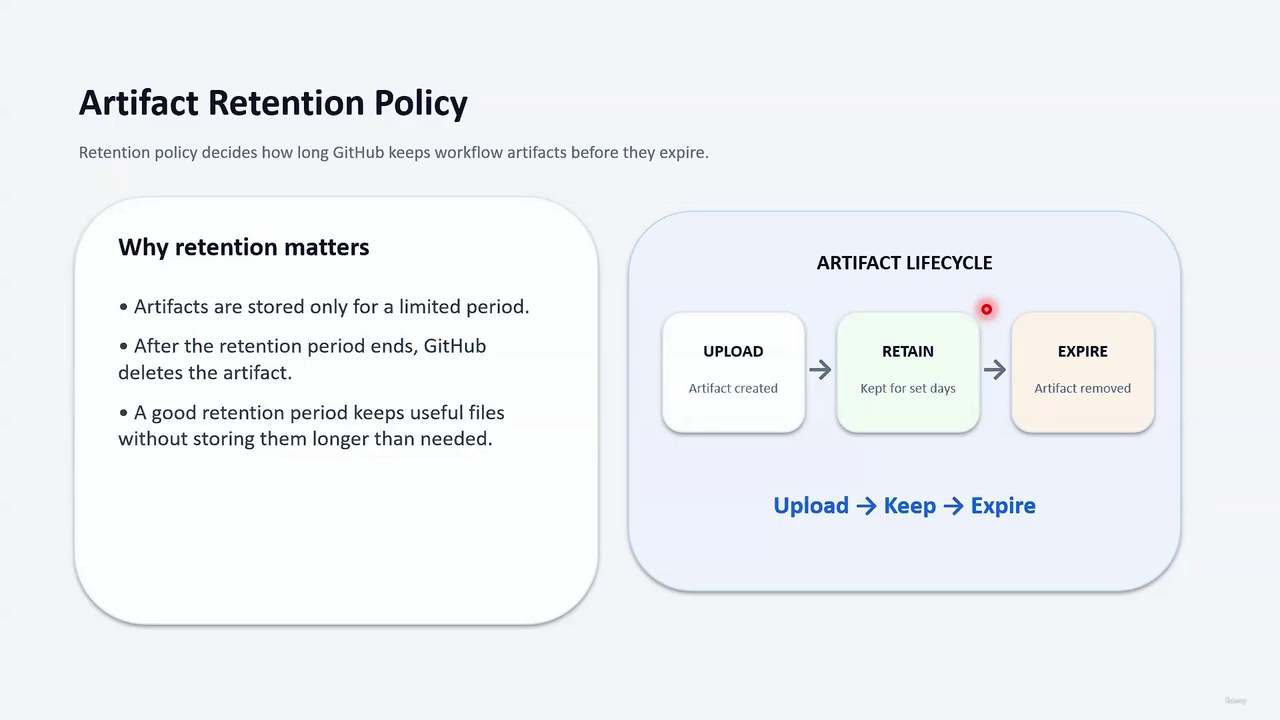 Artifact Retention Policy
Retention policy decides how long GitHub keeps workflow artifacts before they expire.
Why retention matters
• Artifacts are stored only for a limited period.
• After the retention period ends, GitHub
deletes the artifact.
• A good retention period keeps useful files
without storing them longer than needed.
ARTIFACT LIFECYCLE
UPLOAD
Artifact created
→
RETAIN
Kept for set days
→
EXPIRE
Artifact removed
Upload → Keep → Expire